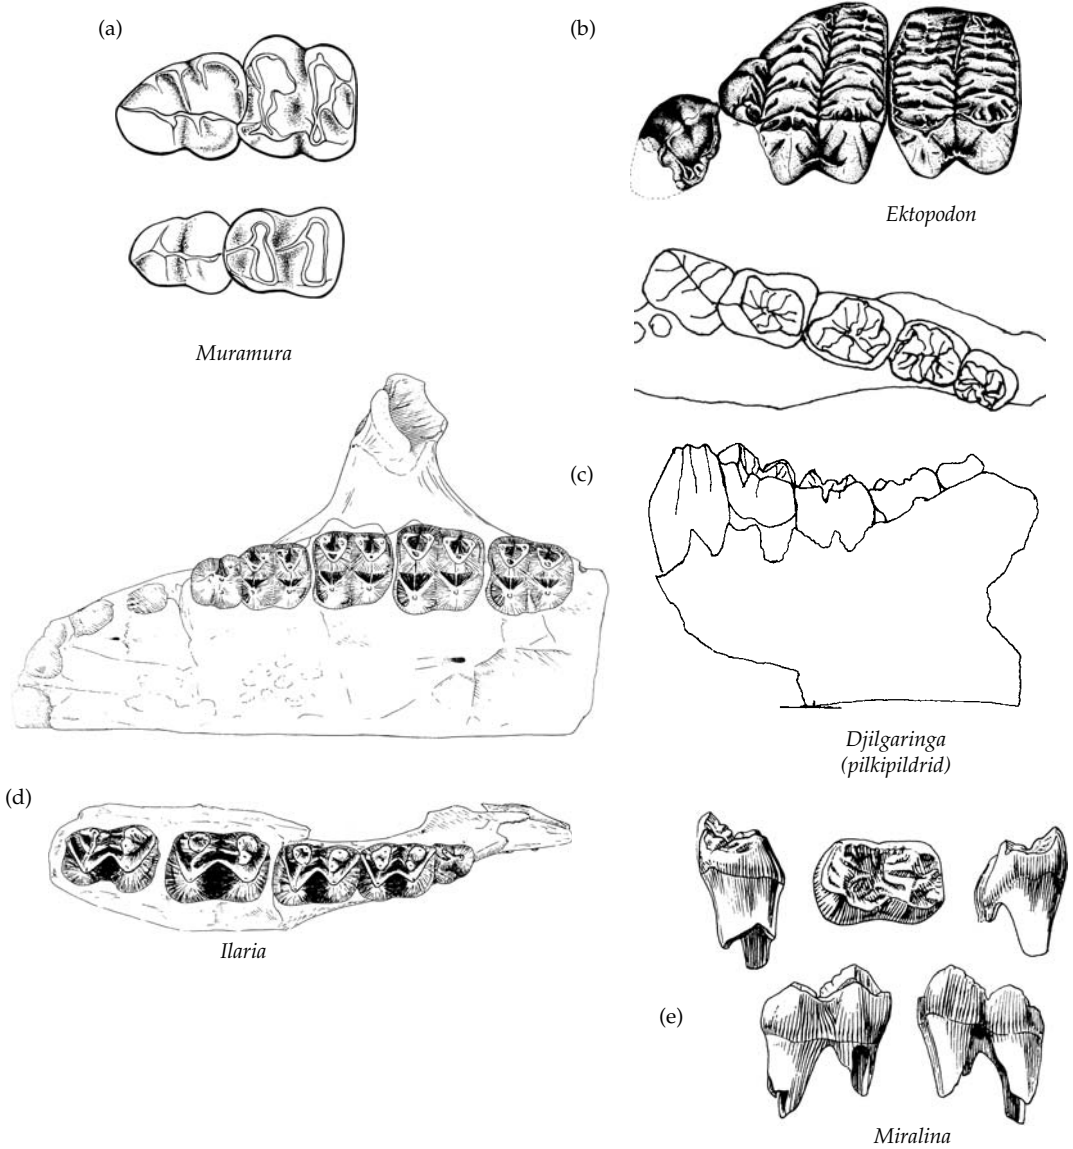 (a)
(b)
Ektopodon
Muramura
(c)
Djilgaringa
(pilkipildrid)
(d)
Ilaria
(e)
Miralina